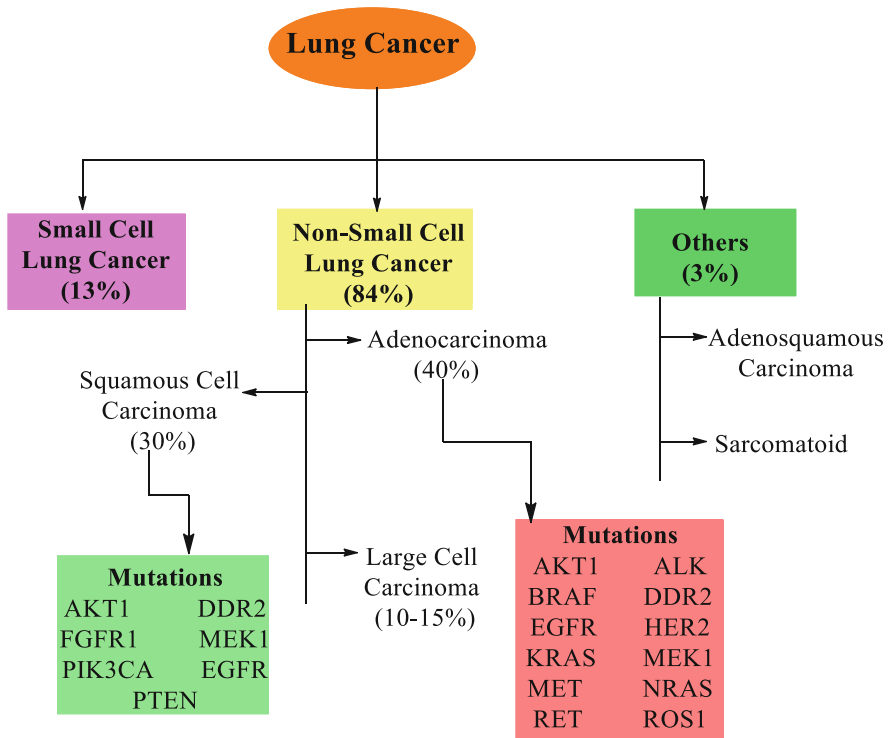 Lung Cancer
Small Cell
Lung Cancer
(13%)
Non-Small Cell
Lung Cancer
(84%)
Others
(3%)
Adenocarcinoma
(40%)
Adenosquamous
Carcinoma
Squamous Cell
Carcinoma
(30%)
Sarcomatoid
Large Cell
Carcinoma
(10-15%)
Mutations
AKT1 DDR2
FGFR1 MEK1
PIK3CA EGFR
PTEN
Mutations
AKT1 ALK
BRAF DDR2
EGFR HER2
KRAS MEK1
MET NRAS
RET ROS1